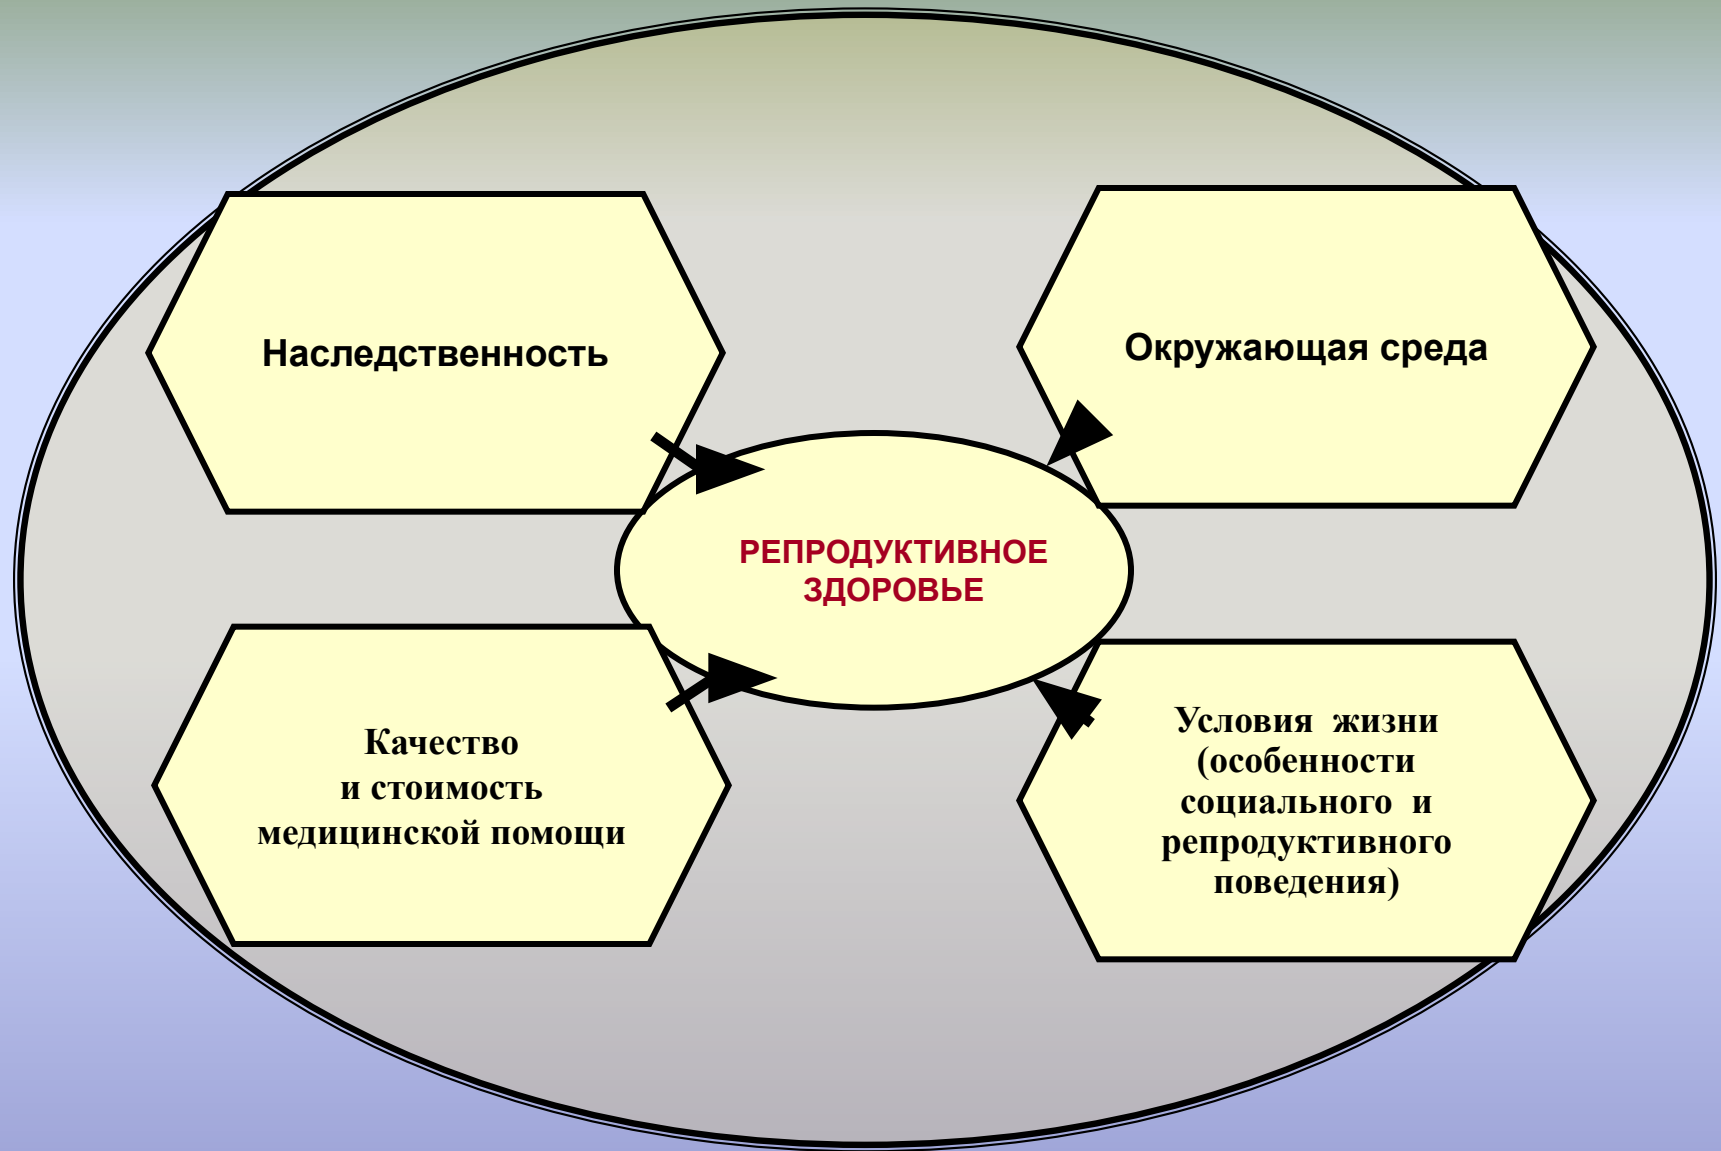 Наследственность
Окружающая среда
РЕПРОДУКТИВНОЕ
ЗДОРОВЬЕ
Качество
и стоимость
медицинской помощи
Условия жизни
(особенности
социального и
репродуктивного
поведения)